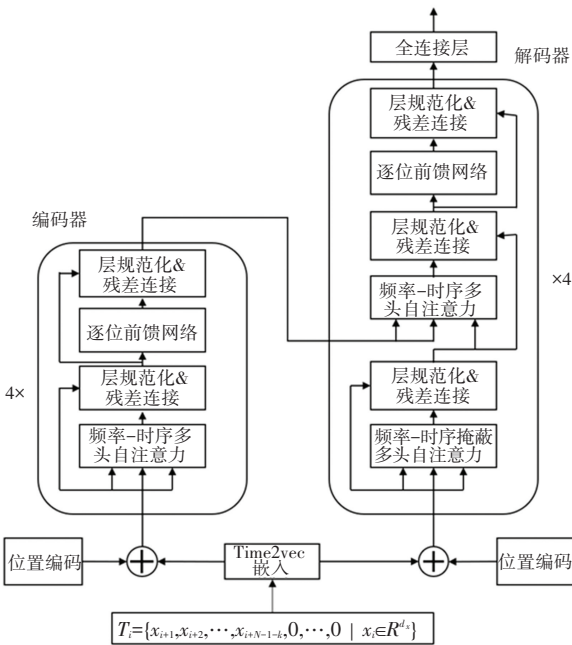 全连接层
解码器
层规范化&
残差连接
逐位前馈网络
层规范化&
残差连接
频率-时序多
头自注意力
×4
层规范化&
残差连接
频率-时序掩蔽
多头自注意力
编码器
层规范化&
残差连接
逐位前馈网络
4×
层规范化&
残差连接
频率-时序多
头自注意力
位置编码
Time2vec
嵌入
位置编码
T_i={x_{i+1},x_{i+2},⋯,x_{i+N-1-k},0,⋯,0 | x_i∈R^{d_x}}